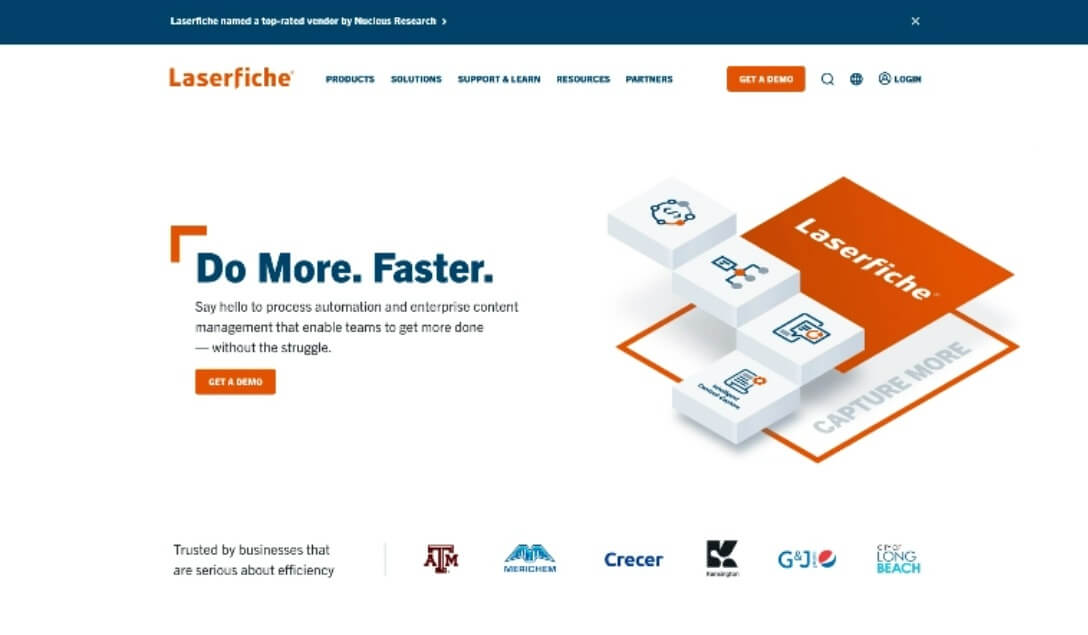 Laserfiche named a top-rated vendor by Nucleus Research
Laserfiche
PRODUCTS SOLUTIONS SUPPORT & LEARN RESOURCES PARTNERS
GET A DEMO
LOGIN
Do More. Faster.
Say hello to process automation and enterprise content
management that enable teams to get more done
— without the struggle.
GET A DEMO
$
Laserfiche
Intelligent
Content Capture
CAPTURE MORE
Trusted by businesses that
are serious about efficiency
ATM
MERICHEM
Crecer
Kensington
G&J
CITY OF
LONG
BEACH